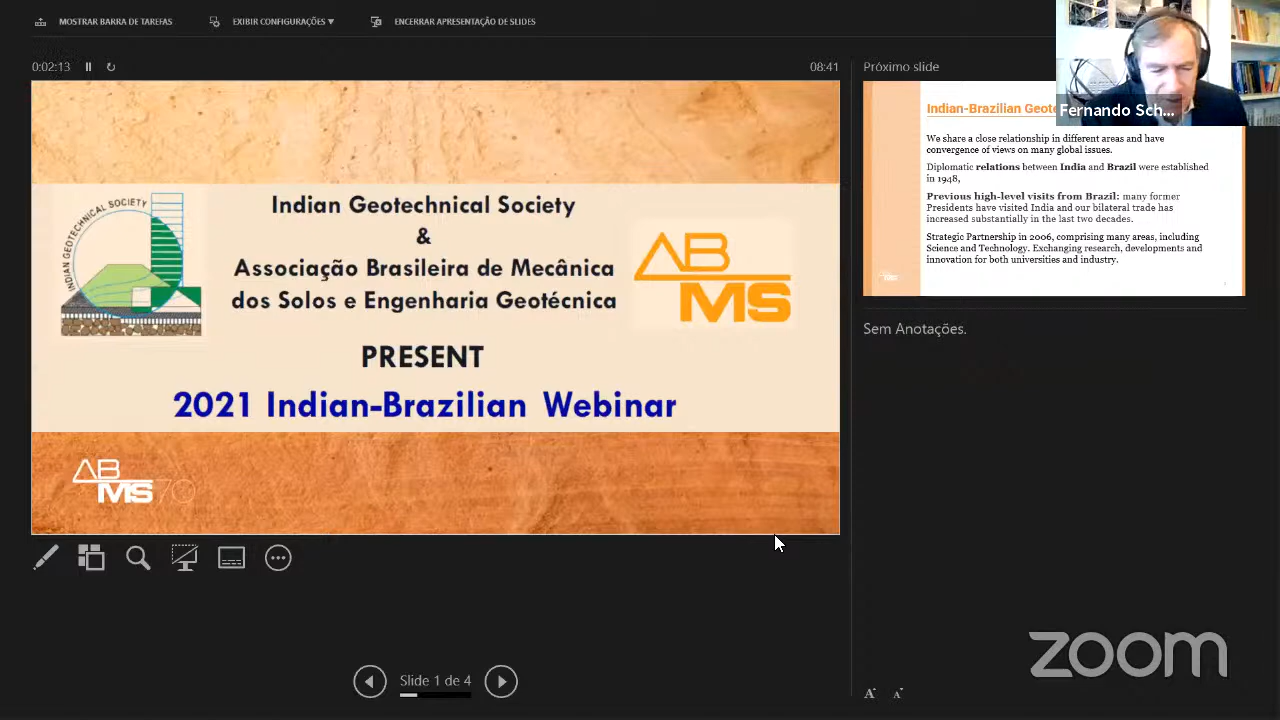 MOSTRAR BARRA DE TAREFAS
EXIBIR CONFIGURAÇÕES ▼
ENCERRAR APRESENTAÇÃO DE SLIDES
0:02:13
08:41
Próximo slide
INDIAN GEOTECHNICAL SOCIETY
Indian Geotechnical Society
&
Associação Brasileira de Mecânica
dos Solos e Engenharia Geotécnica
AB
MS
PRESENT
2021 Indian-Brazilian Webinar
AB
MS 70
Fernando Sch...
Indian-Brazilian
We share a close relationship in different areas and have
convergence of views on many global issues.
Diplomatic relations between India and Brazil were established
in 1948,
Previous high-level visits from Brazil: many former
Presidents have visited India and our bilateral trade has
increased substantially in the last two decades.
Strategic Partnership in 2006, comprising many areas, including
Science and Technology. Exchanging research, developments and
innovation for both universities and industry.
Sem Anotações.
Slide 1 de 4
A A
zoom